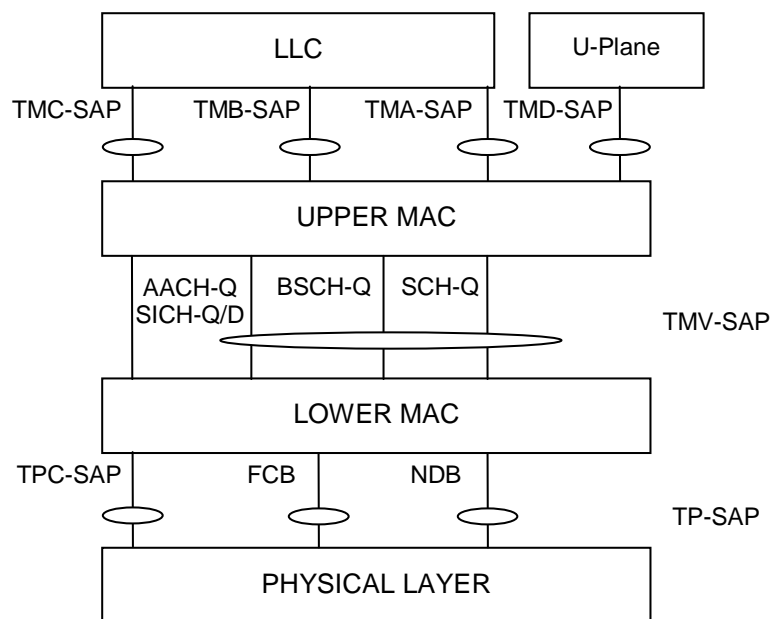 LLC
U-Plane
TMC-SAP
TMB-SAP
TMA-SAP
TMD-SAP
UPPER MAC
AACH-Q
SICH-Q/D
BSCH-Q
SCH-Q
TMV-SAP
LOWER MAC
TPC-SAP
FCB
NDB
TP-SAP
PHYSICAL LAYER